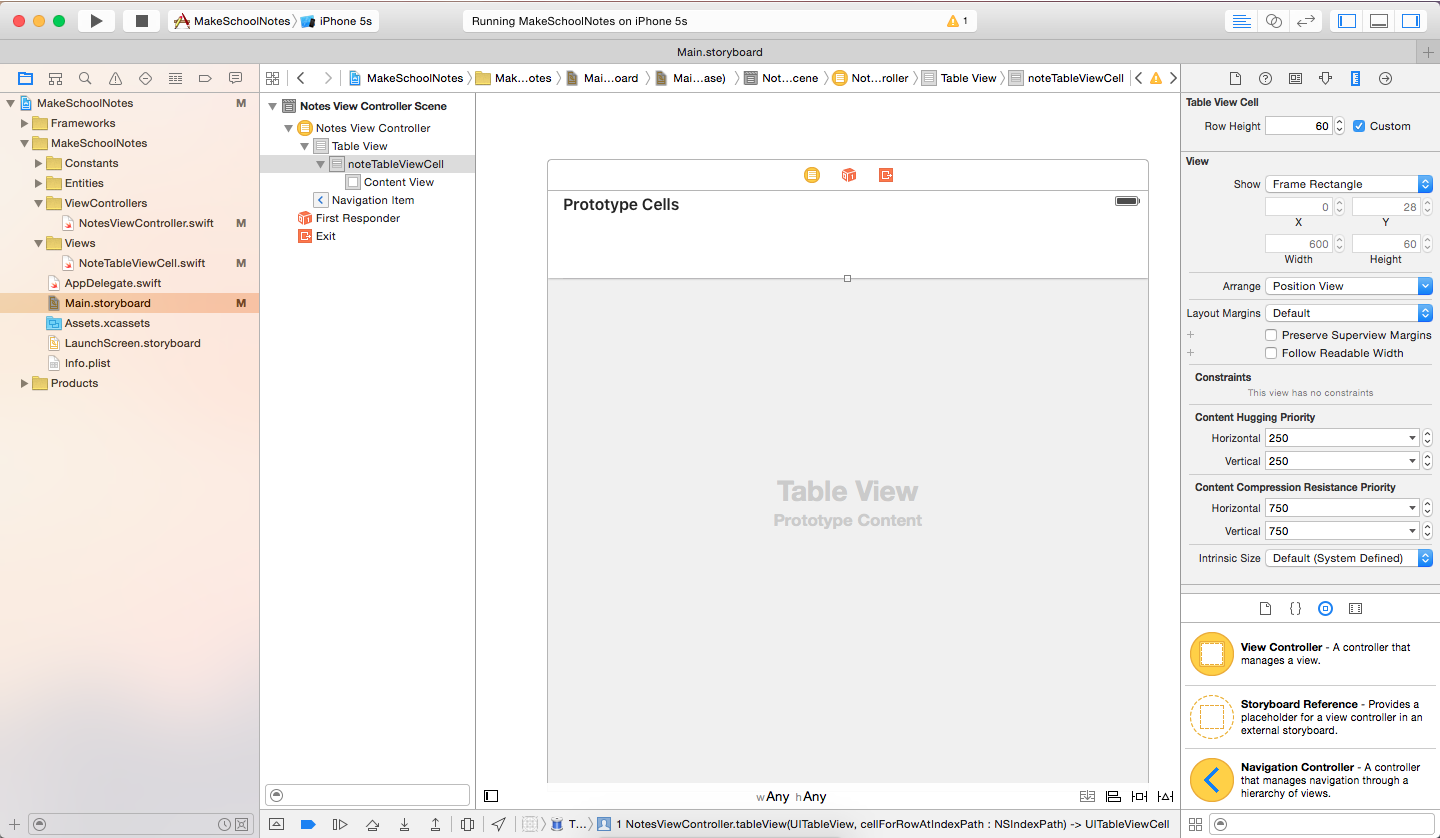 MakeSchoolNotes iPhone 5s
Running MakeSchoolNotes on iPhone 5s
1
Main.storyboard
MakeSchoolNotes M
Frameworks
MakeSchoolNotes
Constants
Entities
ViewControllers
NotesViewController.swift M
Views
NoteTableViewCell.swift M
AppDelegate.swift
Main.storyboard M
Assets.xcassets
LaunchScreen.storyboard
Info.plist
Products
MakeSchoolNotes Mak...otes Mai...oard Mai...ase) Not...cene Not...roller Table View noteTableViewCell
Notes View Controller Scene
Notes View Controller
Table View
noteTableViewCell
Content View
Navigation Item
First Responder
Exit
Prototype Cells
Table View
Prototype Content
wAny hAny
T... 1 NotesViewController.tableView(UITableView, cellForRowAtIndexPath : NSIndexPath) -> UITableViewCell
Table View Cell
Row Height 60 Custom
View
Show Frame Rectangle
0 28
X Y
600 60
Width Height
Arrange Position View
Layout Margins Default
Preserve Superview Margins
Follow Readable Width
Constraints
This view has no constraints
Content Hugging Priority
Horizontal 250
Vertical 250
Content Compression Resistance Priority
Horizontal 750
Vertical 750
Intrinsic Size Default (System Defined)
View Controller - A controller that
manages a view.
Storyboard Reference - Provides a
placeholder for a view controller in an
external storyboard.
Navigation Controller - A controller
that manages navigation through a
hierarchy of views.